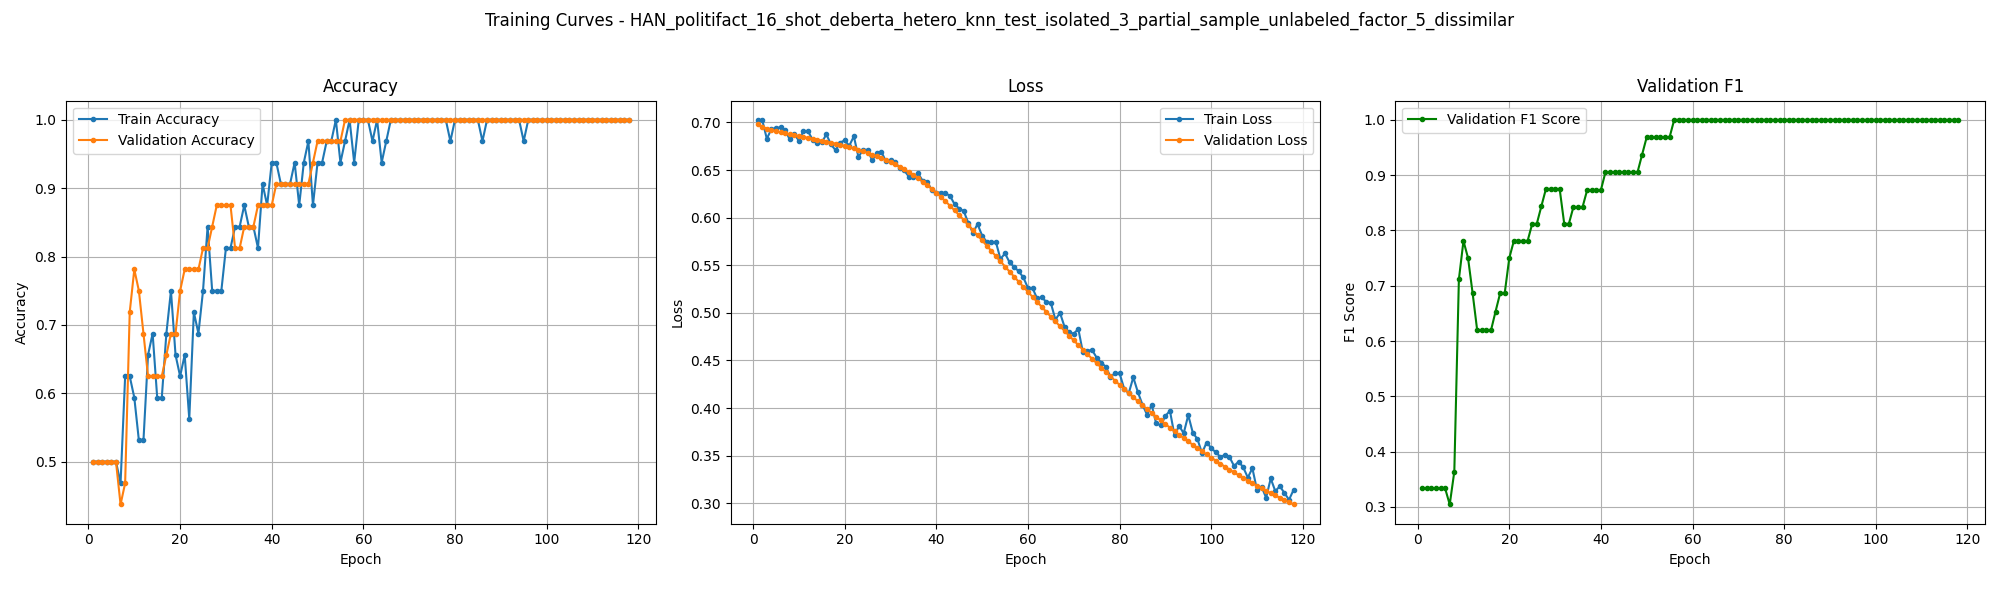 Training Curves - HAN_politifact_16_shot_deberta_hetero_knn_test_isolated_3_partial_sample_unlabeled_factor_5_dissimilar
Accuracy
Train Accuracy
Validation Accuracy
1.0
0.9
0.8
0.7
0.6
0.5
Accuracy
0 20 40 60 80 100 120
Epoch
Loss
Train Loss
Validation Loss
0.70
0.65
0.60
0.55
0.50
0.45
0.40
0.35
0.30
Loss
0 20 40 60 80 100 120
Epoch
Validation F1
Validation F1 Score
1.0
0.9
0.8
0.7
0.6
0.5
0.4
0.3
F1 Score
0 20 40 60 80 100 120
Epoch